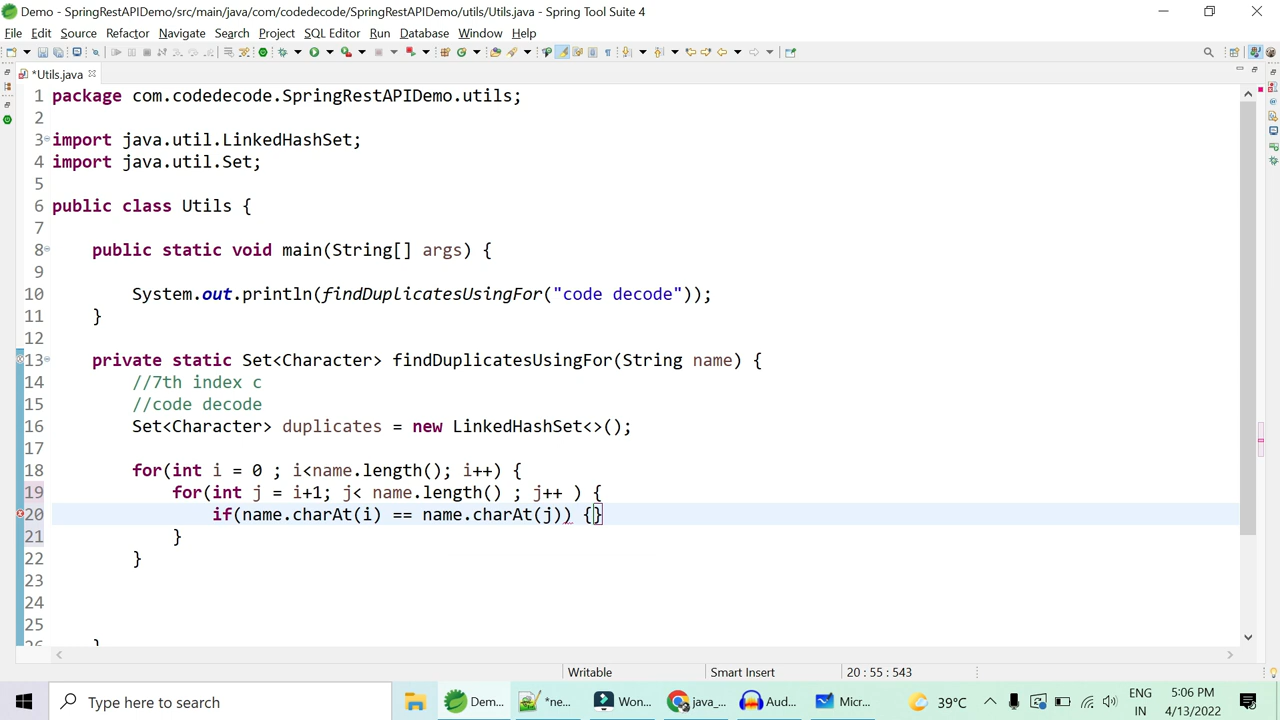 Demo - SpringRestAPIDemo/src/main/java/com/codedecode/SpringRestAPIDemo/utils/Utils.java - Spring Tool Suite 4
File Edit Source Refactor Navigate Search Project SQL Editor Run Database Window Help
*Utils.java
1 package com.codedecode.SpringRestAPIDemo.utils;
2
3 import java.util.LinkedHashSet;
4 import java.util.Set;
5
6 public class Utils {
7
8 public static void main(String[] args) {
9
10 System.out.println(findDuplicatesUsingFor("code decode"));
11 }
12
13 private static Set<Character> findDuplicatesUsingFor(String name) {
14 //7th index c
15 //code decode
16 Set<Character> duplicates = new LinkedHashSet<>();
17
18 for(int i = 0 ; i<name.length(); i++) {
19 for(int j = i+1; j< name.length() ; j++ ) {
20 if(name.charAt(i) == name.charAt(j)) {}
21 }
22 }
23
24
25
26 }
Writable Smart Insert 20 : 55 : 543
Type here to search Dem... *ne... Won... java_... Aud... Micr... 39°C ENG 5:06 PM
IN 4/13/2022